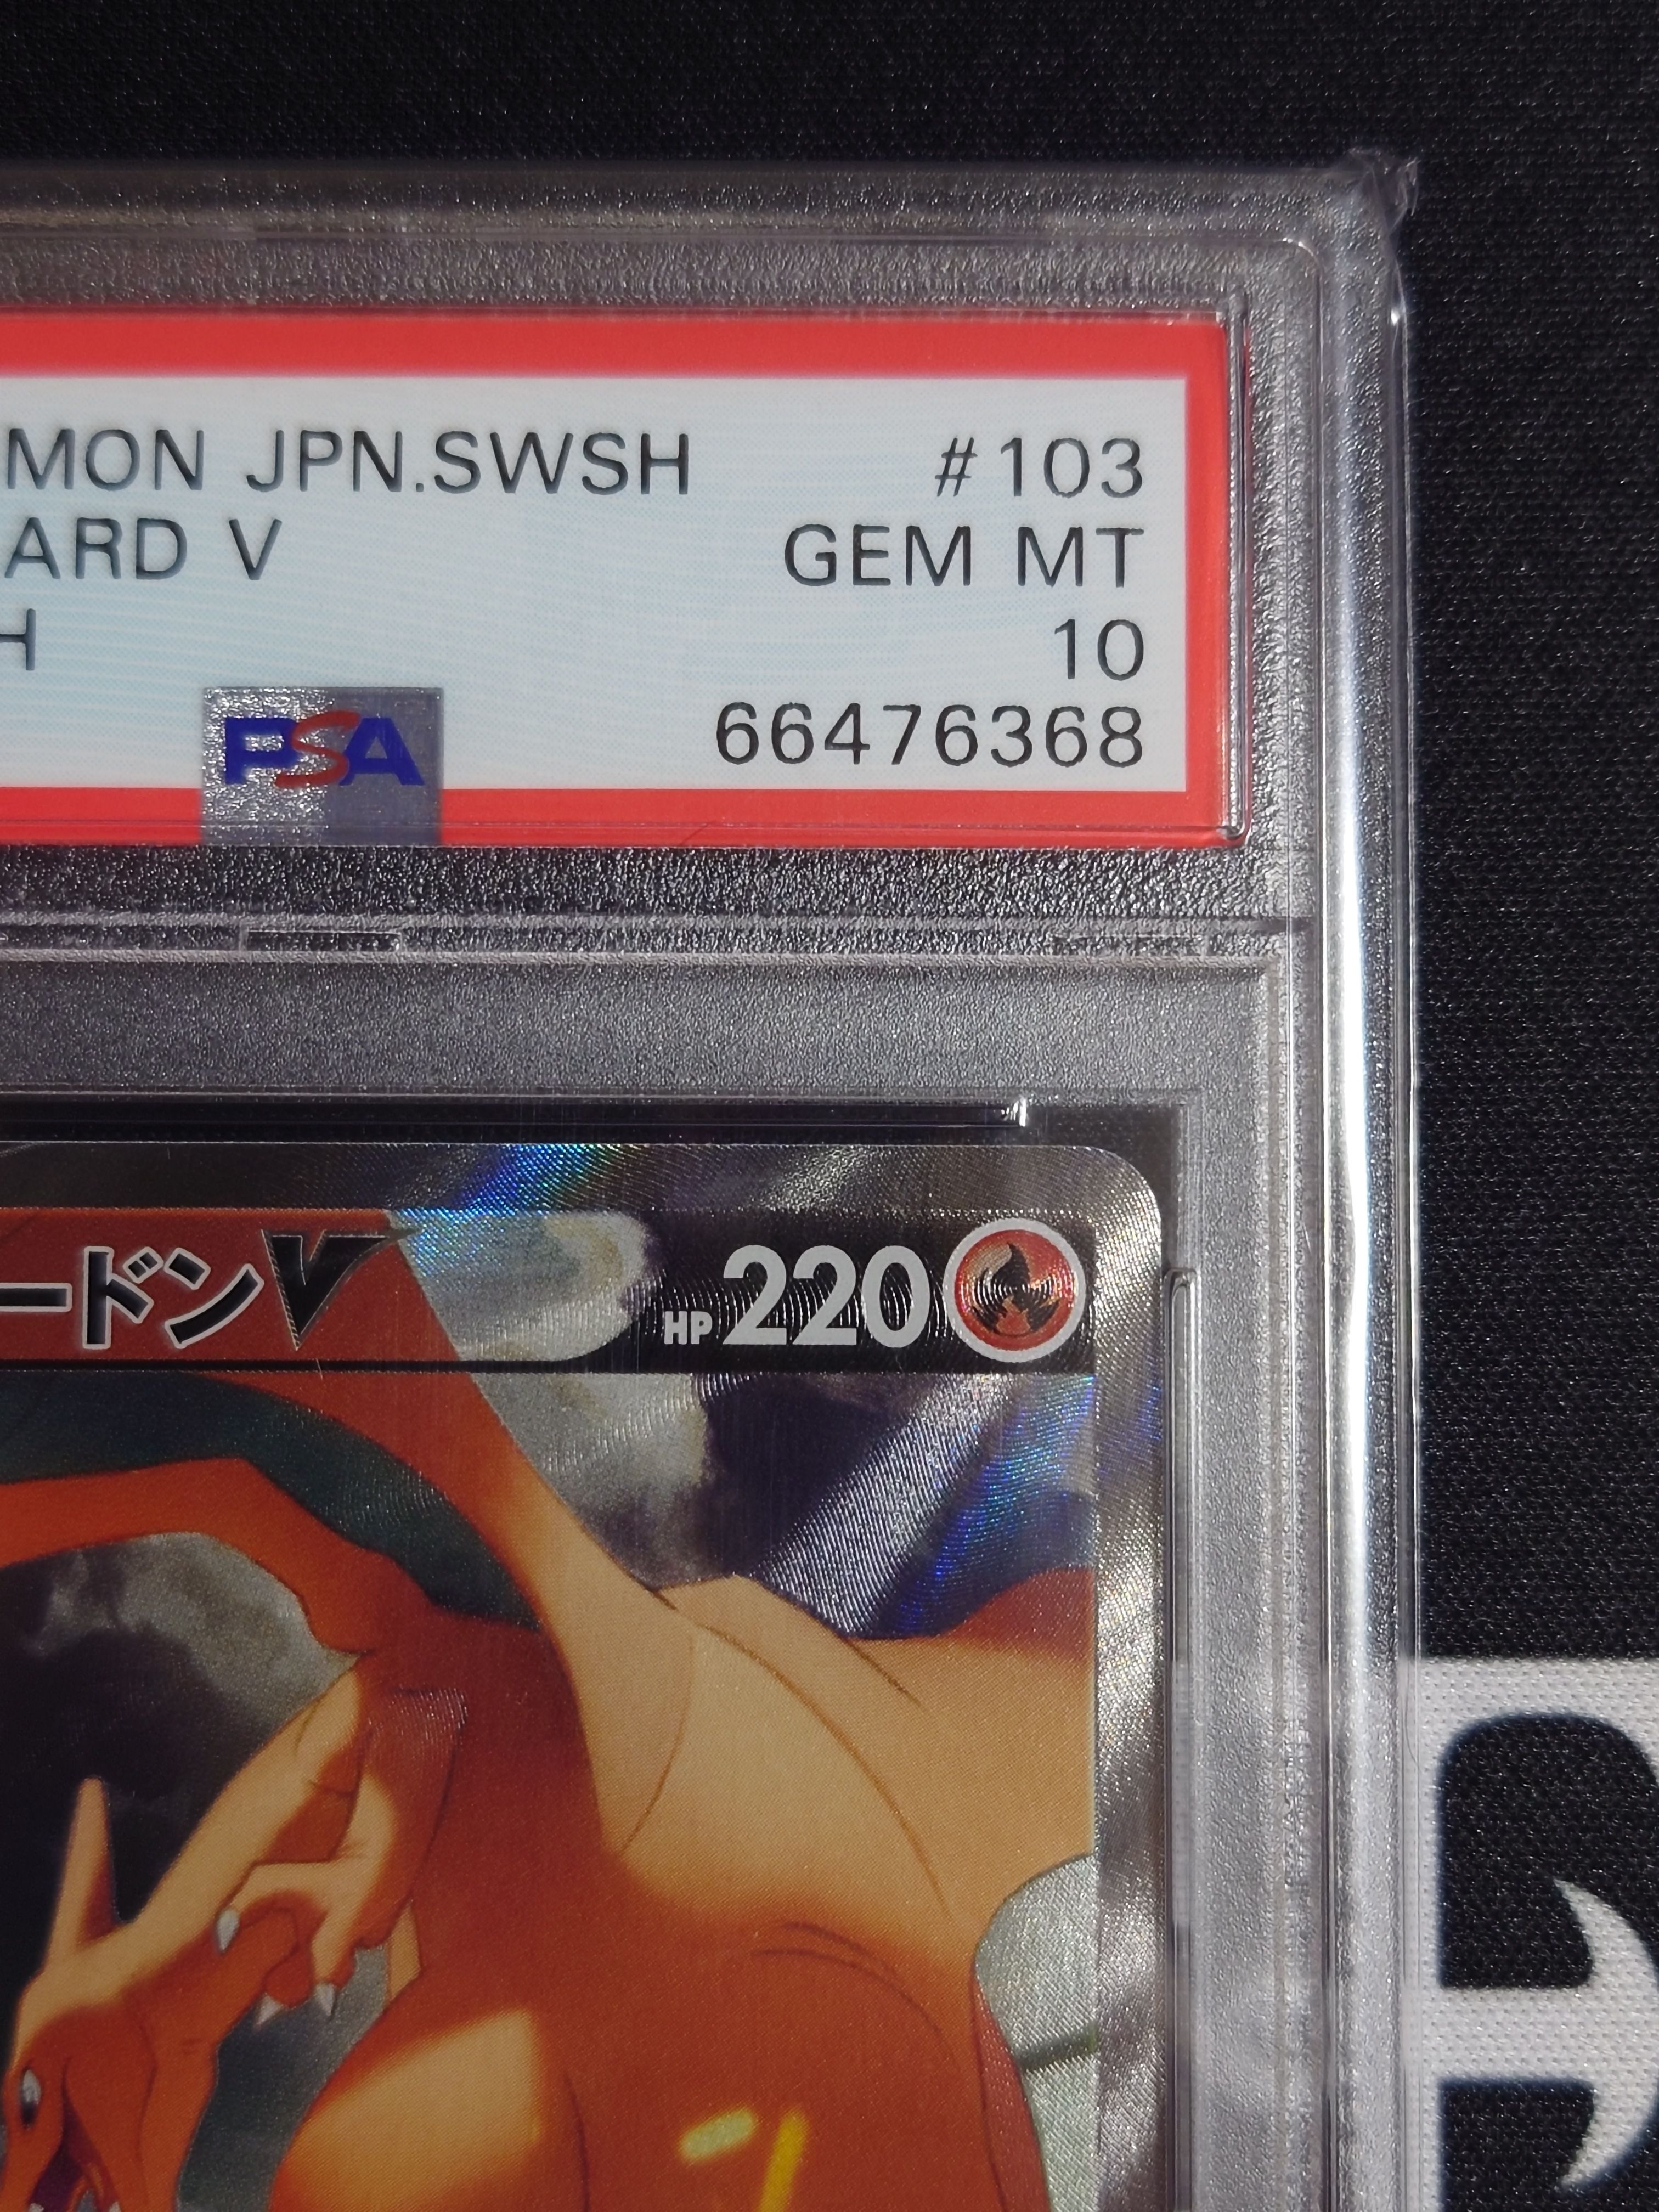 MON JPN.SWSH #103
ARD V GEM MT
H 10
PSA 66476368
ードンV HP 220